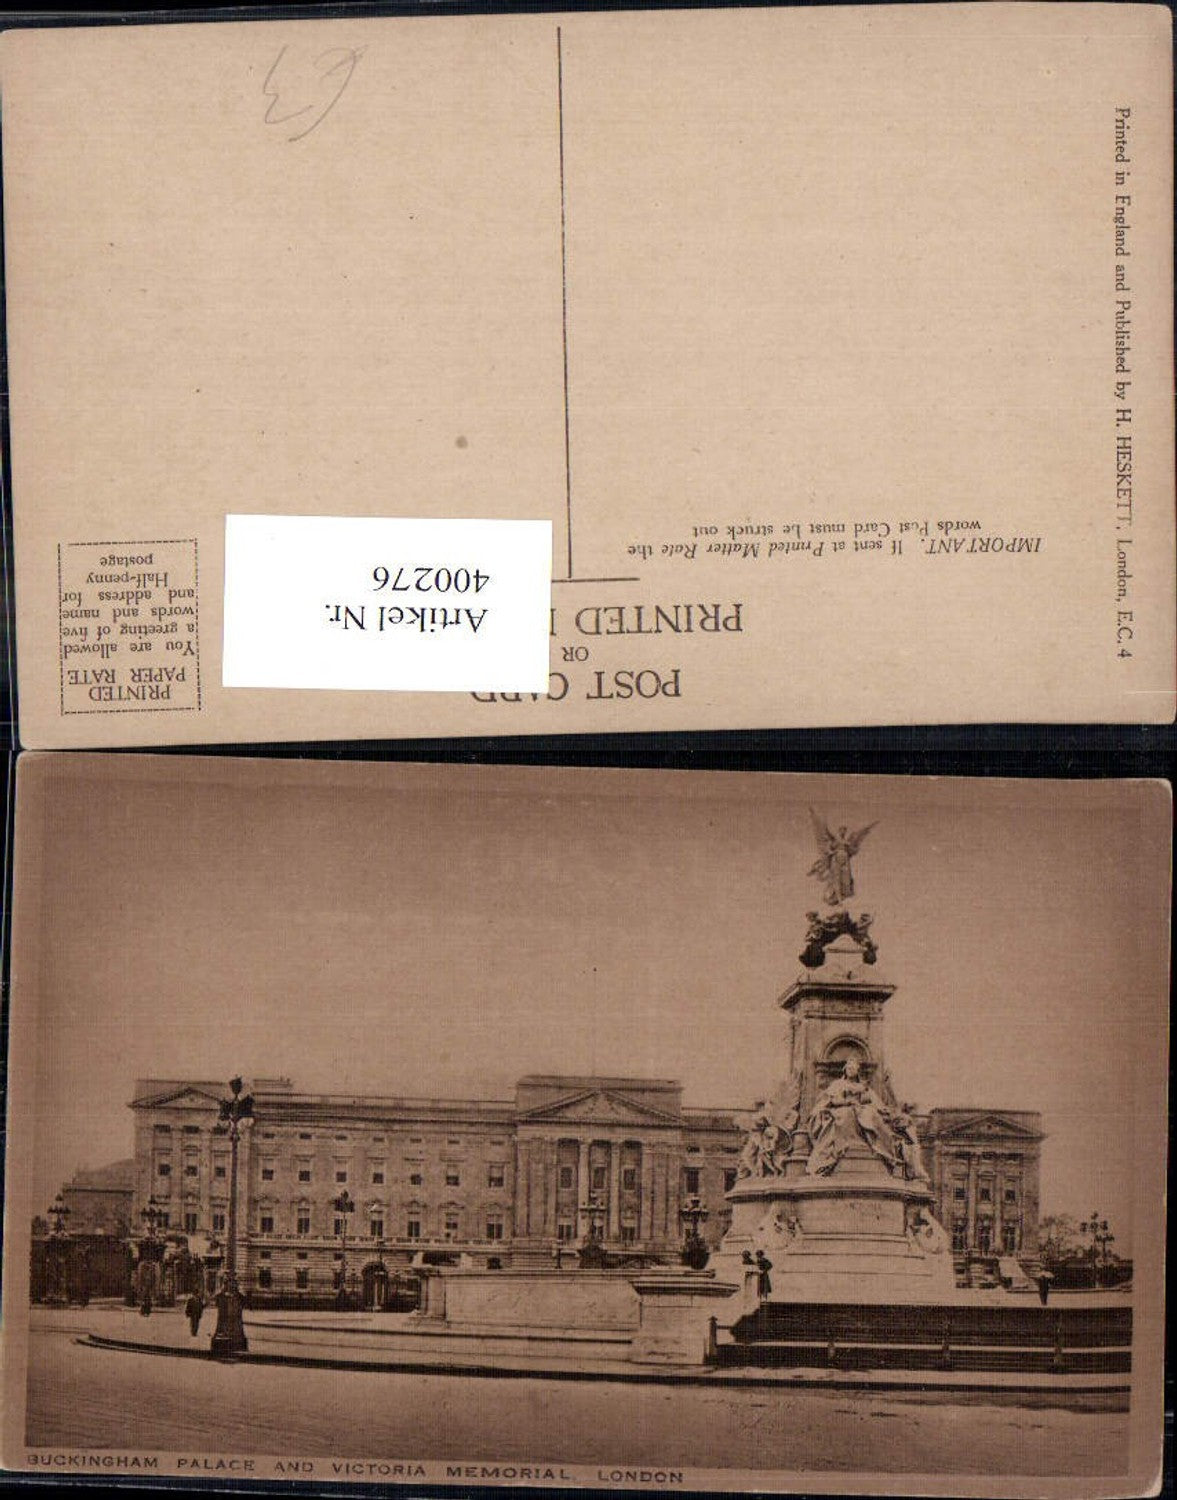 POST CARD
OR
PRINTED
IMPORTANT. If sent at Printed Matter Rate the
words Post Card must be struck out
PRINTED
PAPER RATE
You are allowed
a greeting of five
words and name
and address for
Half-penny
postage
Artikel Nr.
400276
Printed in England and Published by H. HESKETT, London, E.C. 4
BUCKINGHAM PALACE AND VICTORIA MEMORIAL, LONDON